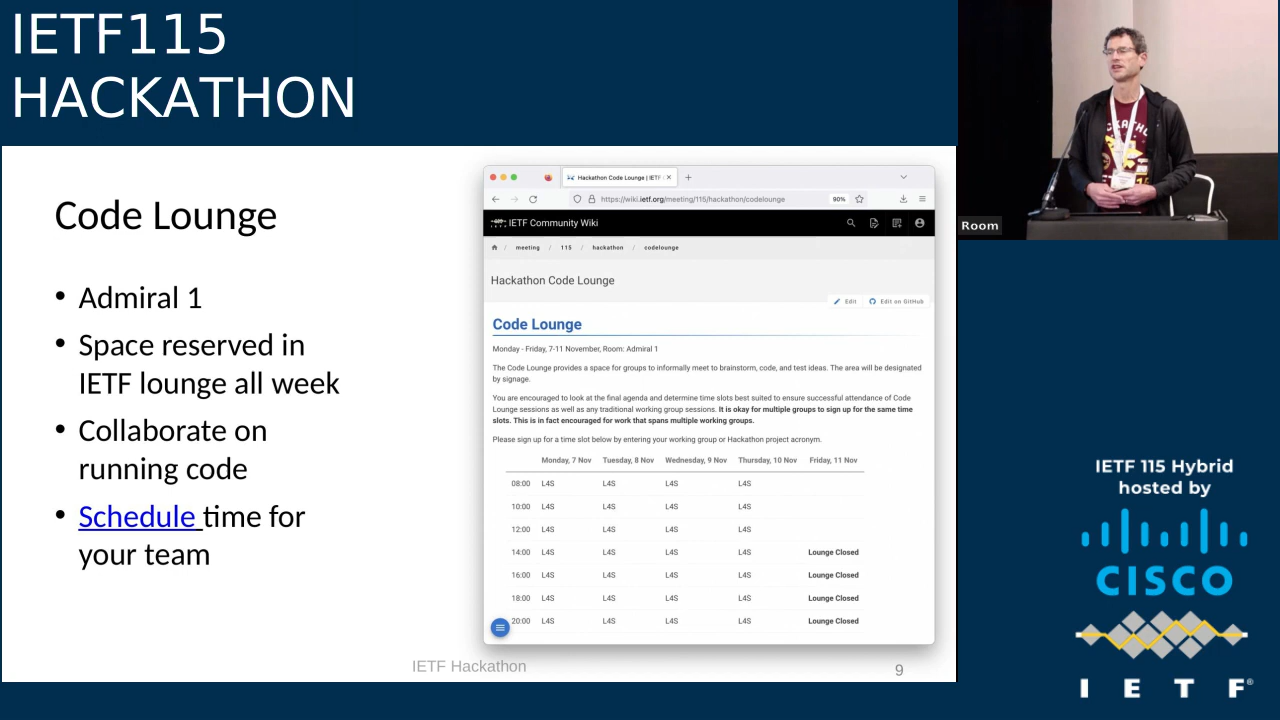 IETF115
HACKATHON
Code Lounge
• Admiral 1
• Space reserved in
IETF lounge all week
• Collaborate on
running code
• Schedule time for
your team
Hackathon Code Lounge | IETF
https://wiki.ietf.org/meeting/115/hackathon/codelounge
90%
IETF Community Wiki
/ meeting / 115 / hackathon / codelounge
Hackathon Code Lounge
Edit
Edit on GitHub
Code Lounge
Monday - Friday, 7-11 November, Room: Admiral 1
The Code Lounge provides a space for groups to informally meet to brainstorm, code, and test ideas. The area will be designated
by signage.
You are encouraged to look at the final agenda and determine time slots best suited to ensure successful attendance of Code
Lounge sessions as well as any traditional working group sessions. It is okay for multiple groups to sign up for the same time
slots. This is in fact encouraged for work that spans multiple working groups.
Please sign up for a time slot below by entering your working group or Hackathon project acronym.
Monday, 7 Nov Tuesday, 8 Nov Wednesday, 9 Nov Thursday, 10 Nov Friday, 11 Nov
08:00 L4S L4S L4S L4S
10:00 L4S L4S L4S L4S
12:00 L4S L4S L4S L4S
14:00 L4S L4S L4S L4S Lounge Closed
16:00 L4S L4S L4S L4S Lounge Closed
18:00 L4S L4S L4S L4S Lounge Closed
20:00 L4S L4S L4S L4S Lounge Closed
IETF Hackathon
9
Room
IETF 115 Hybrid
hosted by
CISCO
I E T F®